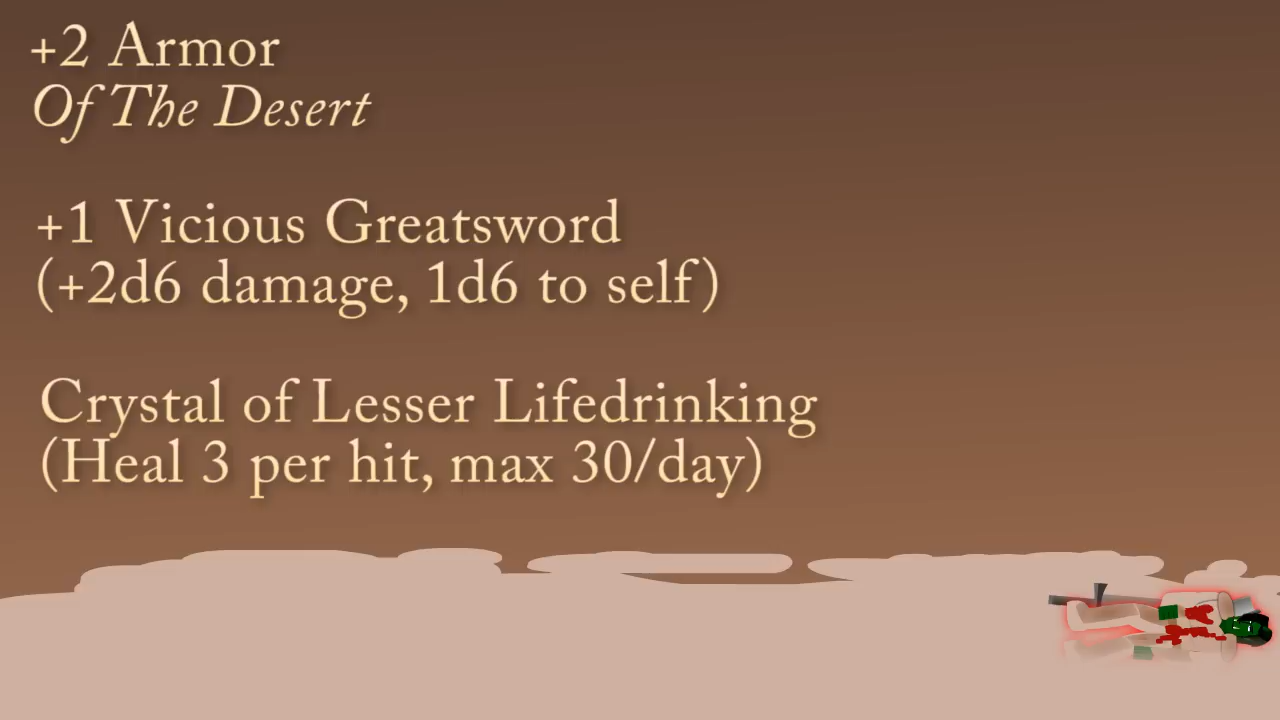 +2 Armor
Of The Desert
+1 Vicious Greatsword
(+2d6 damage, 1d6 to self)
Crystal of Lesser Lifedrinking
(Heal 3 per hit, max 30/day)